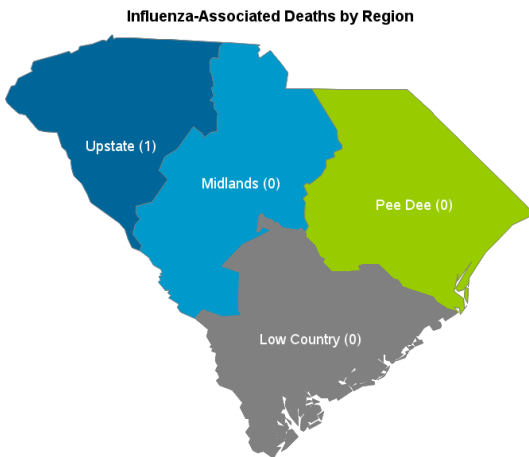 Influenza-Associated Deaths by Region
Upstate (1)
Midlands (0)
Pee Dee (0)
Low Country (0)